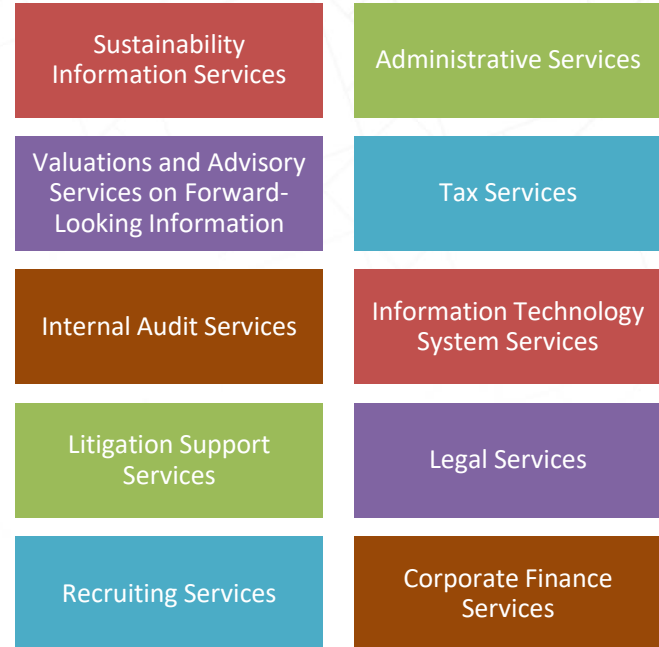 Sustainability
Information Services
Administrative Services
Valuations and Advisory
Services on Forward-
Looking Information
Tax Services
Internal Audit Services
Information Technology
System Services
Litigation Support
Services
Legal Services
Recruiting Services
Corporate Finance
Services